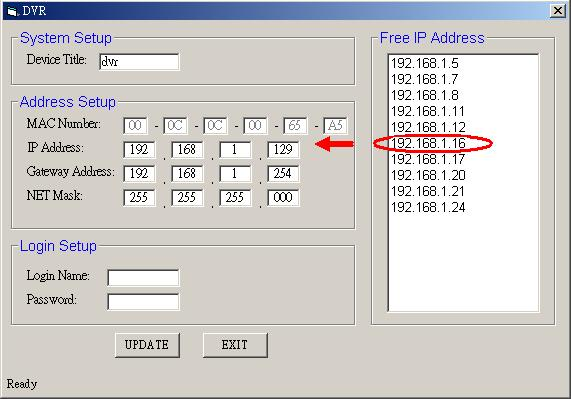 DVR
System Setup
Device Title: dvr
Address Setup
MAC Number: 00 - 0C - 0C - 00 - 65 - A5
IP Address: 192 . 168 . 1 . 129
Gateway Address: 192 . 168 . 1 . 254
NET Mask: 255 . 255 . 255 . 000
Login Setup
Login Name:
Password:
UPDATE EXIT
Free IP Address
192.168.1.5
192.168.1.7
192.168.1.8
192.168.1.11
192.168.1.12
192.168.1.16
192.168.1.17
192.168.1.20
192.168.1.21
192.168.1.24
Ready